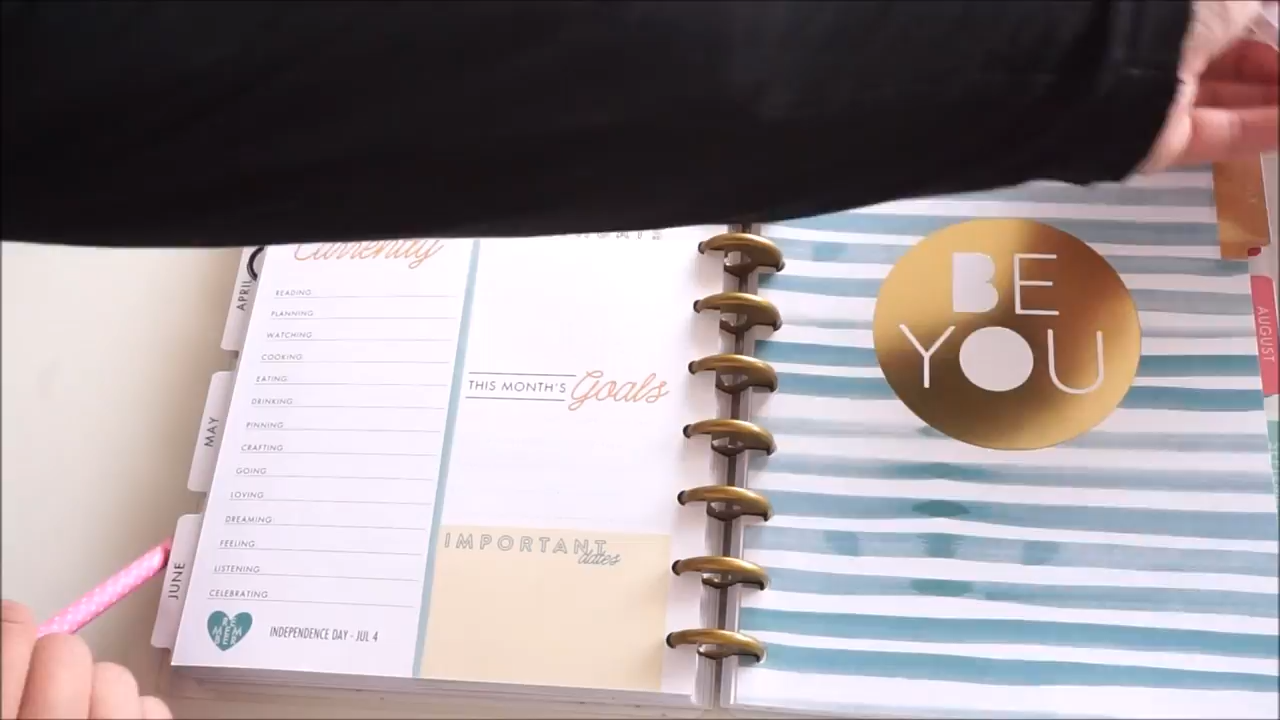 APRIL
MAY
JUNE
Currently
READING:
PLANNING:
WATCHING:
COOKING:
EATING:
DRINKING:
PINNING:
CRAFTING:
GOING:
LOVING:
DREAMING:
FEELING:
LISTENING:
CELEBRATING:
REMEMBER
INDEPENDENCE DAY - JUL 4
THIS MONTH'S Goals
IMPORTANT
dates
BE
YOU
AUGUST